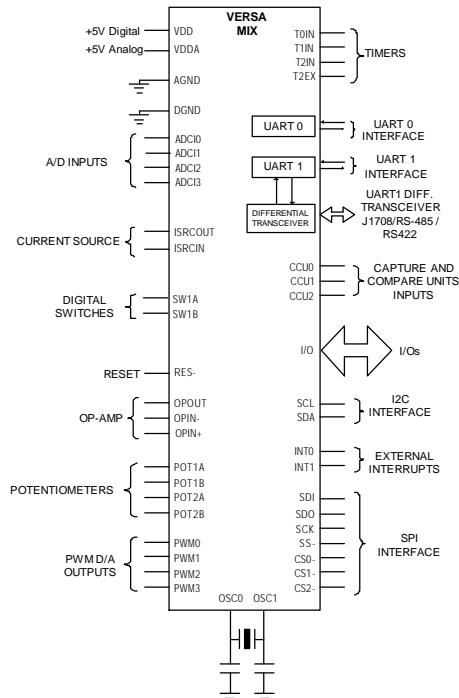 VERSA
MIX
+5V Digital
VDD
+5V Analog
VDDA
AGND
DGND
A/D INPUTS
ADCI0
ADCI1
ADCI2
ADCI3
CURRENT SOURCE
ISRCOUT
ISRCIN
DIGITAL
SWITCHES
SW1A
SW1B
RESET
RES-
OP-AMP
OPOUT
OPIN-
OPIN+
POTENTIOMETERS
POT1A
POT1B
POT2A
POT2B
PWM D/A
OUTPUTS
PWM0
PWM1
PWM2
PWM3
OSC0 OSC1
T0IN
T1IN
T2IN
T2EX
TIMERS
UART 0
UART 0
INTERFACE
UART 1
UART 1
INTERFACE
DIFFERENTIAL
TRANSCEIVER
UART1 DIFF.
TRANSCEIVER
J1708/RS-485 /
RS422
CCU0
CCU1
CCU2
CAPTURE AND
COMPARE UNITS
INPUTS
I/O
I/Os
SCL
SDA
I2C
INTERFACE
INT0
INT1
EXTERNAL
INTERRUPTS
SDI
SDO
SCK
SS-
CS0-
CS1-
CS2-
SPI
INTERFACE